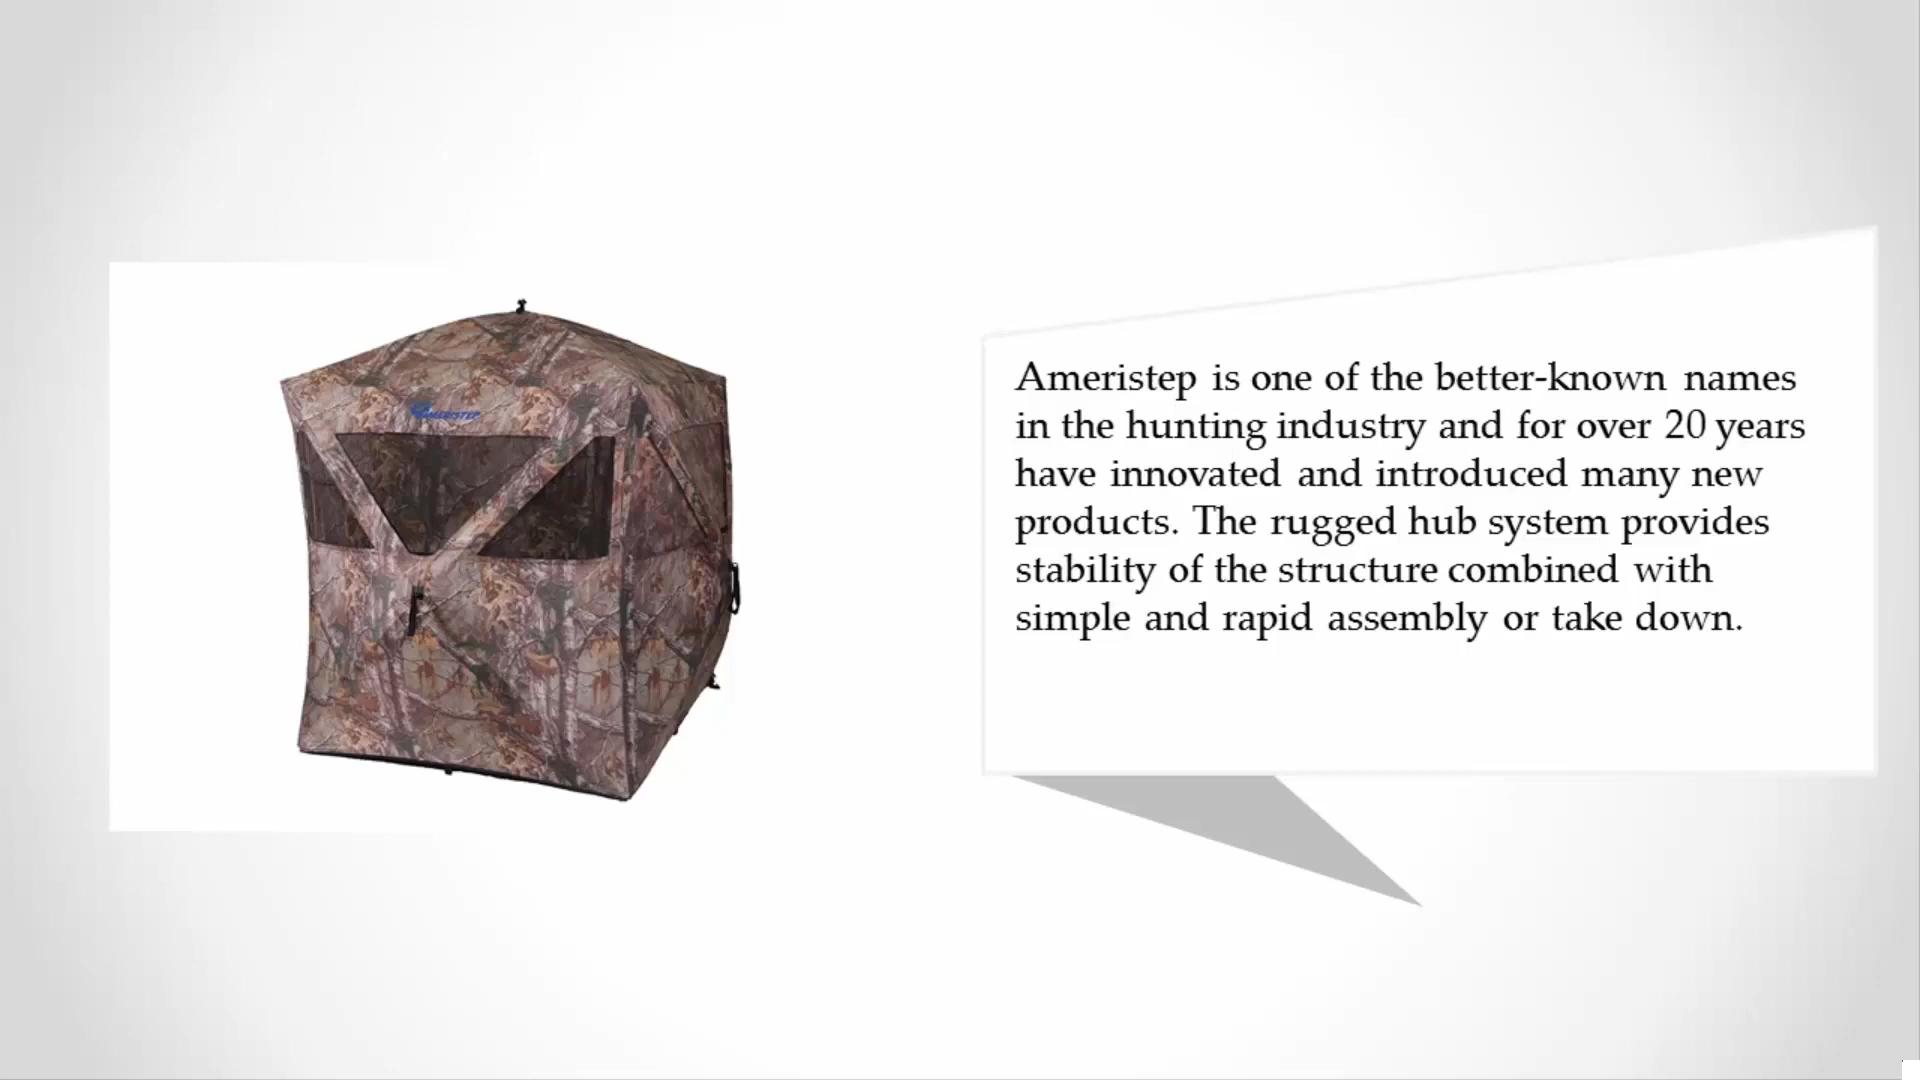 AMERISTEP
Ameristep is one of the better-known names
in the hunting industry and for over 20 years
have innovated and introduced many new
products. The rugged hub system provides
stability of the structure combined with
simple and rapid assembly or take down.